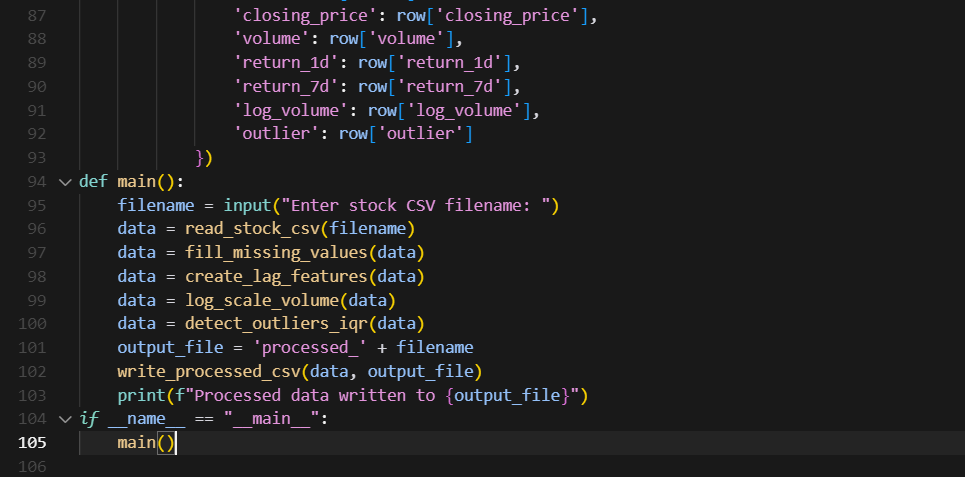 87 'closing_price': row['closing_price'],
88 'volume': row['volume'],
89 'return_1d': row['return_1d'],
90 'return_7d': row['return_7d'],
91 'log_volume': row['log_volume'],
92 'outlier': row['outlier']
93 })
94 def main():
95 filename = input("Enter stock CSV filename: ")
96 data = read_stock_csv(filename)
97 data = fill_missing_values(data)
98 data = create_lag_features(data)
99 data = log_scale_volume(data)
100 data = detect_outliers_iqr(data)
101 output_file = 'processed_' + filename
102 write_processed_csv(data, output_file)
103 print(f"Processed data written to {output_file}")
104 if __name__ == "__main__":
105 main()
106